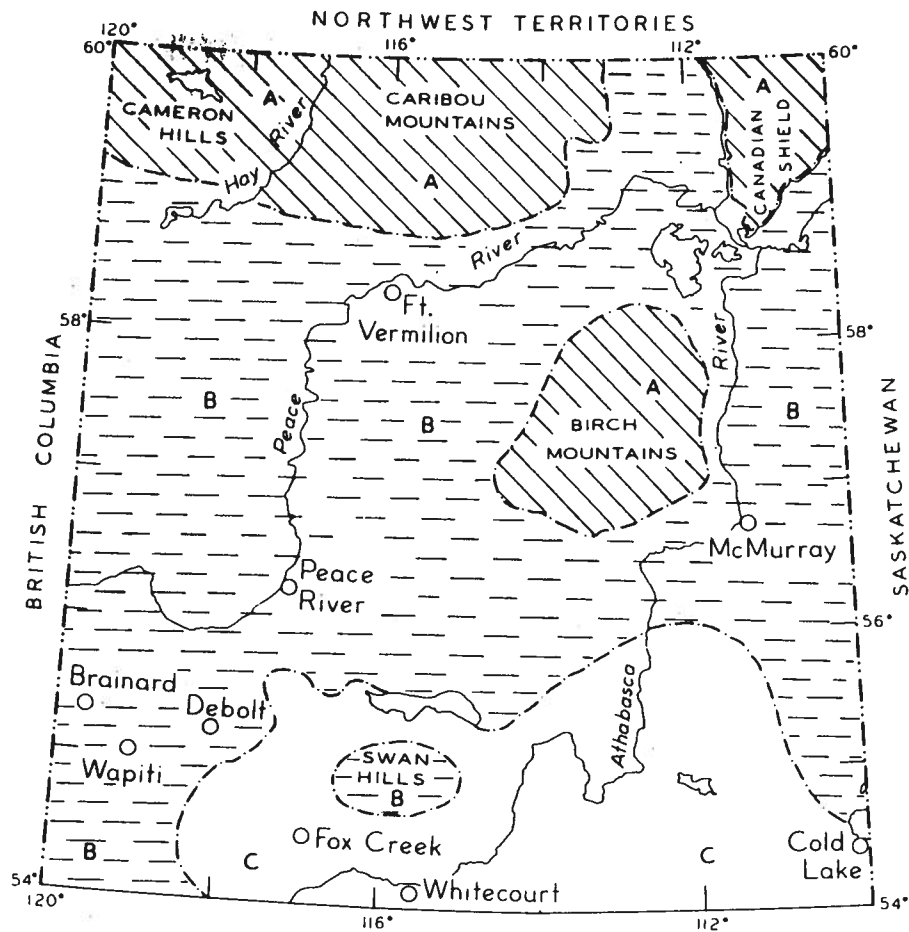 NORTHWEST TERRITORIES
120°
116°
112°
60°
60°
A
CAMERON
HILLS
River
Hay
CARIBOU
MOUNTAINS
A
A
CANADIAN
SHIELD
River
Ft.
Vermilion
58°
58°
BRITISH COLUMBIA
SASKATCHEWAN
B
Peace
B
A
BIRCH
MOUNTAINS
River
B
McMurray
Peace
River
56°
Brainard
Debolt
Wapiti
Athabasca
SWAN
HILLS
B
Fox Creek
B
C
C
Cold
Lake
Whitecourt
54°
54°
120°
116°
112°